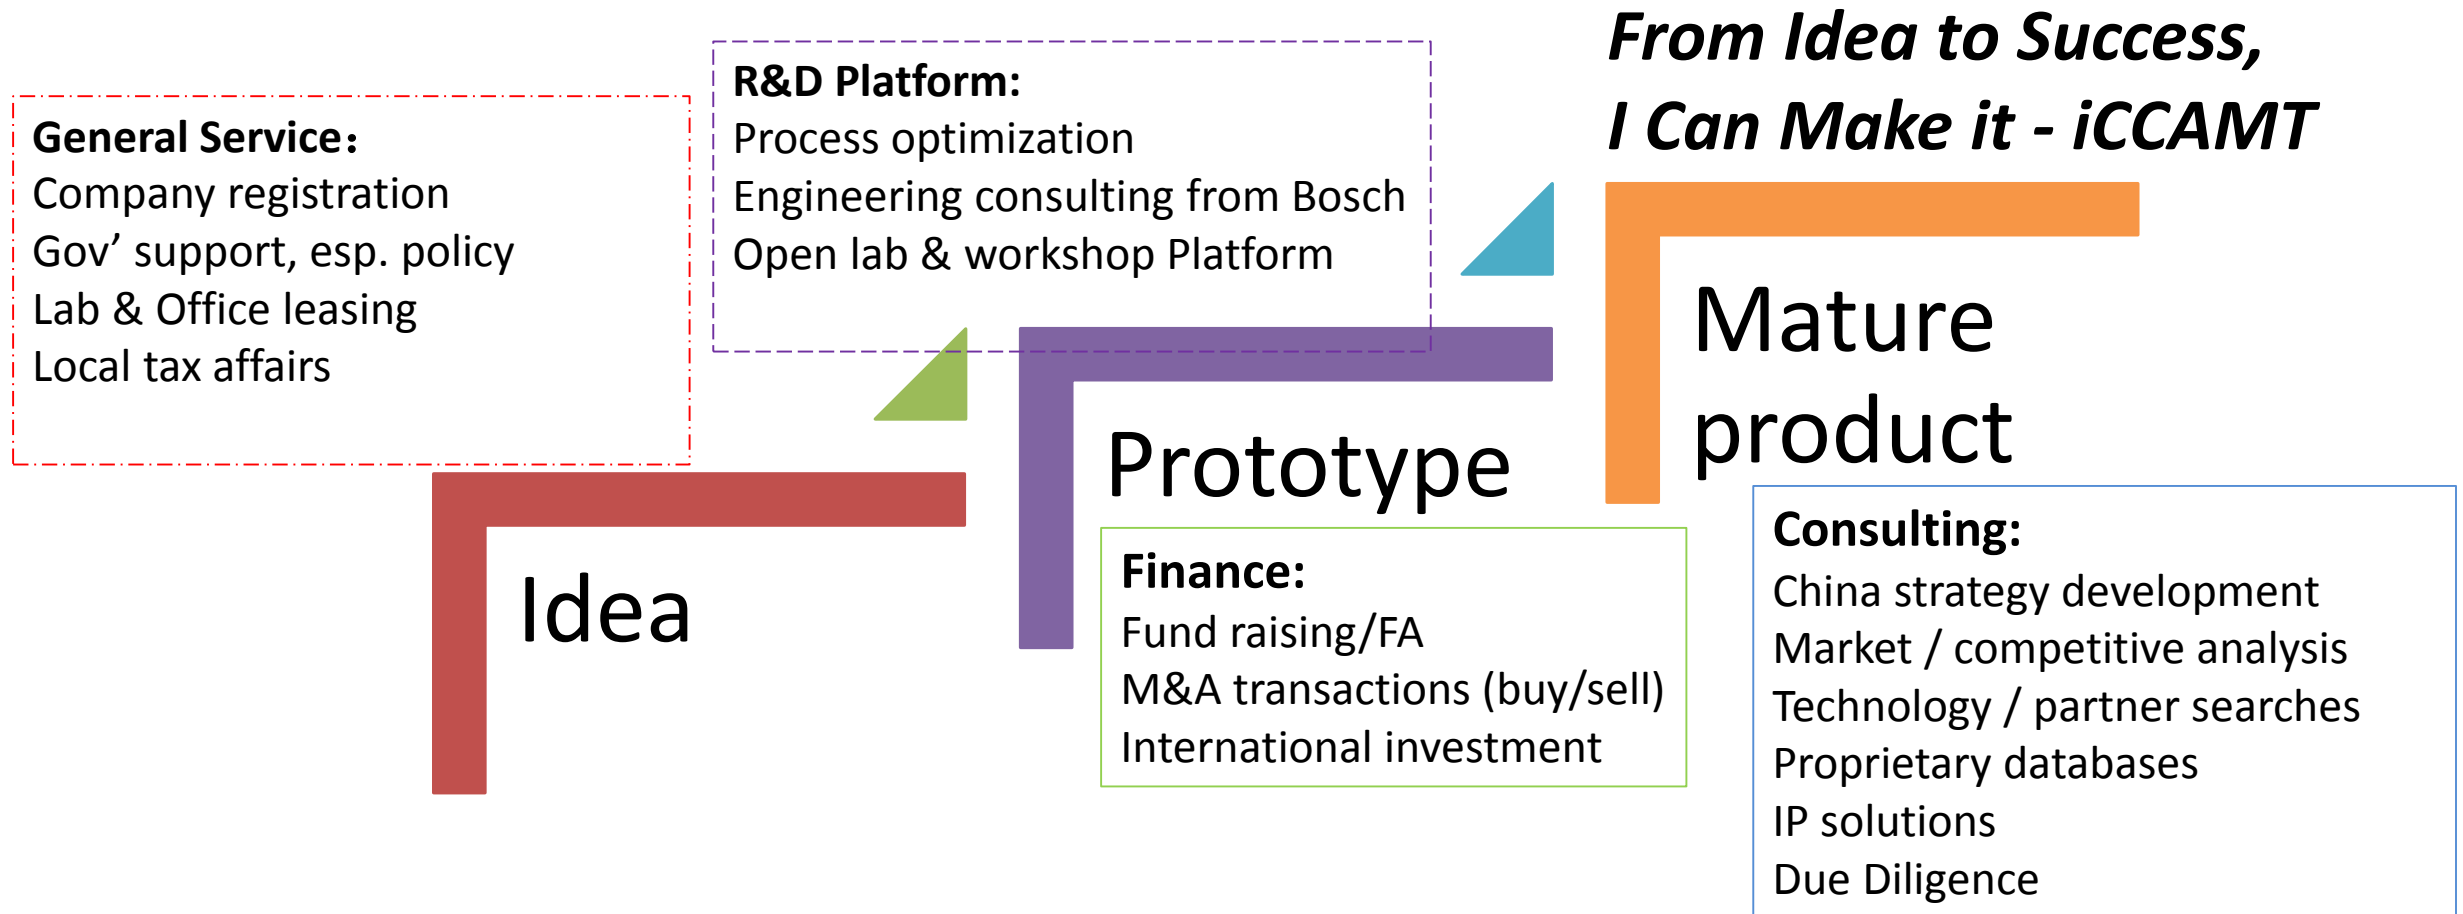 From Idea to Success,
I Can Make it - iCCAMT
General Service：
Company registration
Gov’ support, esp. policy
Lab & Office leasing
Local tax affairs
R&D Platform:
Process optimization
Engineering consulting from Bosch
Open lab & workshop Platform
Idea
Prototype
Mature
product
Finance:
Fund raising/FA
M&A transactions (buy/sell)
International investment
Consulting:
China strategy development
Market / competitive analysis
Technology / partner searches
Proprietary databases
IP solutions
Due Diligence